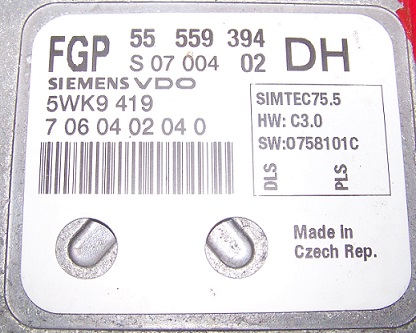 FGP 55 559 394 DH
S 07 004 02
SIEMENS VDO
5WK9 419
7 06 04 02 04 0
SIMTEC75.5
HW: C3.0
SW:0758101C
DLS PLS
Made in
Czech Rep.